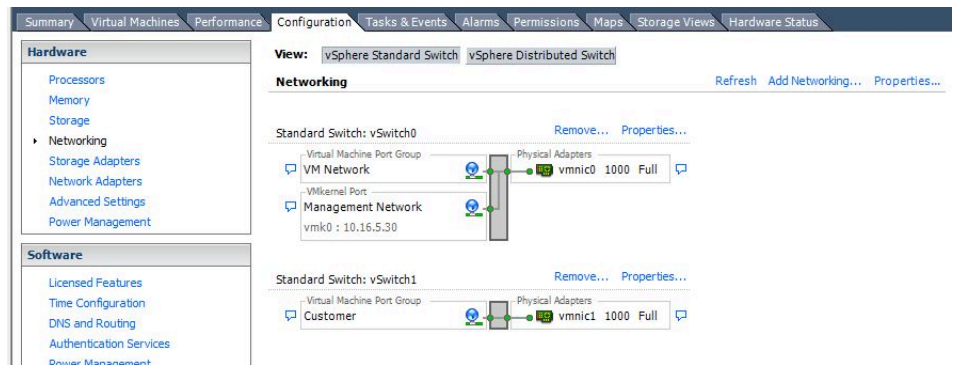 Summary Virtual Machines Performance Configuration Tasks & Events Alarms Permissions Maps Storage Views Hardware Status
Hardware
Processors
Memory
Storage
Networking
Storage Adapters
Network Adapters
Advanced Settings
Power Management
Software
Licensed Features
Time Configuration
DNS and Routing
Authentication Services
Power Management
View: vSphere Standard Switch vSphere Distributed Switch
Networking Refresh Add Networking... Properties...
Standard Switch: vSwitch0 Remove... Properties...
Virtual Machine Port Group Physical Adapters
VM Network vmnic0 1000 Full
VMkernel Port
Management Network
vmk0 : 10.16.5.30
Standard Switch: vSwitch1 Remove... Properties...
Virtual Machine Port Group Physical Adapters
Customer vmnic1 1000 Full